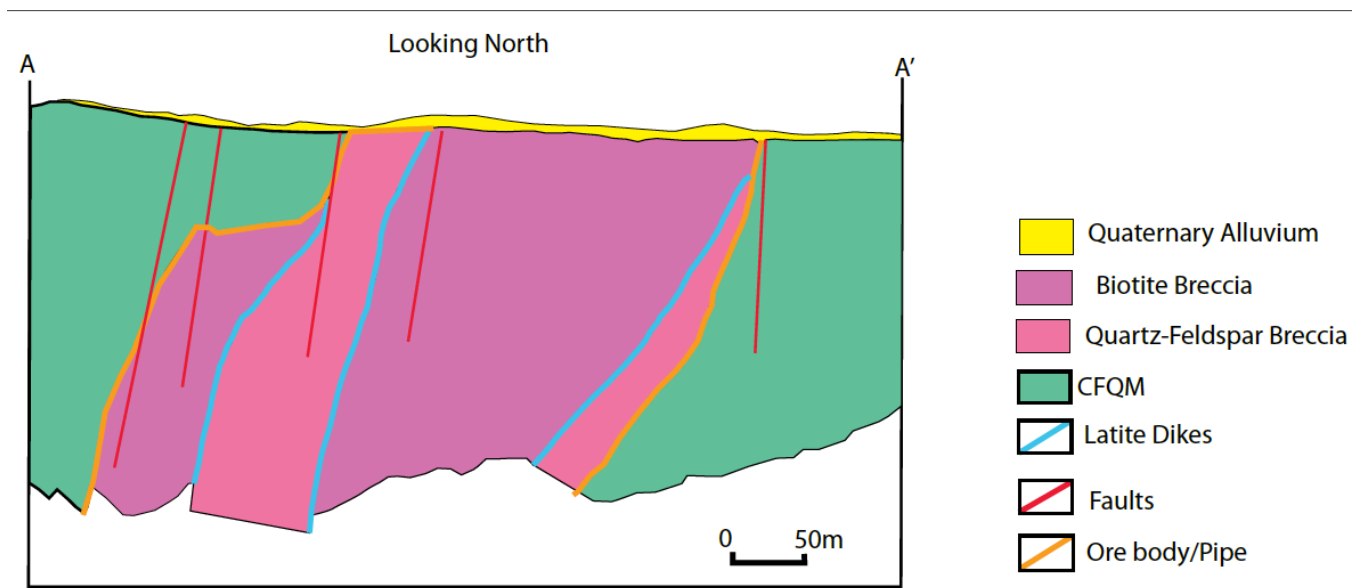 Looking North
A
A'
Quaternary Alluvium
Biotite Breccia
Quartz-Feldspar Breccia
CFQM
Latite Dikes
Faults
Ore body/Pipe
0 50m